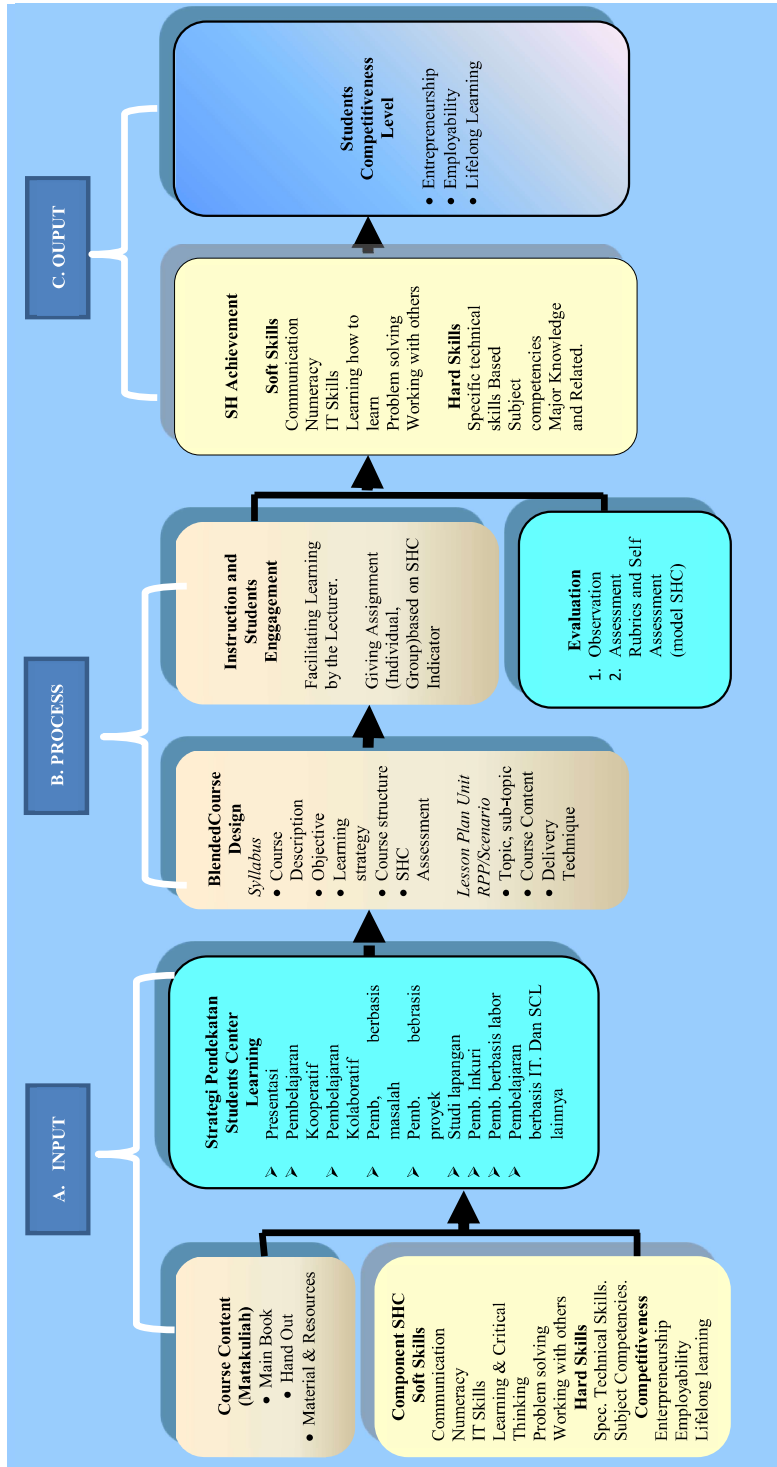 A. INPUT
B. PROCESS
C. OUPUT
Course Content
(Matakuliah)
• Main Book
• Hand Out
• Material & Resources
Component SHC
Soft Skills
Communication
Numeracy
IT Skills
Learning & Critical
Thinking
Problem solving
Working with others
Hard Skills
Spec. Technical Skills.
Subject Competencies.
Competitiveness
Enterpreneurship
Employability
Lifelong learning
Strategi Pendekatan
Students Center
Learning
➢ Presentasi
➢ Pembelajaran
Kooperatif
➢ Pembelajaran
Kolaboratif
➢ Pemb, berbasis
masalah
➢ Pemb. bebrasis
proyek
➢ Studi lapangan
➢ Pemb. Inkuri
➢ Pemb. berbasis labor
➢ Pembelajaran
berbasis IT. Dan SCL
lainnya
BlendedCourse
Design
Syllabus
• Course
Description
• Objective
• Learning
strategy
• Course structure
• SHC
Assessment
Lesson Plan Unit
RPP/Scenario
• Topic, sub-topic
• Course Content
• Delivery
Technique
Instruction and
Students
Enggagement
Facilitating Learning
by the Lecturer.
Giving Assignment
(Individual,
Group)based on SHC
Indicator
Evaluation
1. Observation
2. Assessment
Rubrics and Self
Assessment
(model SHC)
SH Achievement
Soft Skills
Communication
Numeracy
IT Skills
Learning how to
learn
Problem solving
Working with others
Hard Skills
Specific technical
skills Based
Subject
competencies
Major Knowledge
and Related.
Students
Competitiveness
Level
• Entrepreneurship
• Employability
• Lifelong Learning